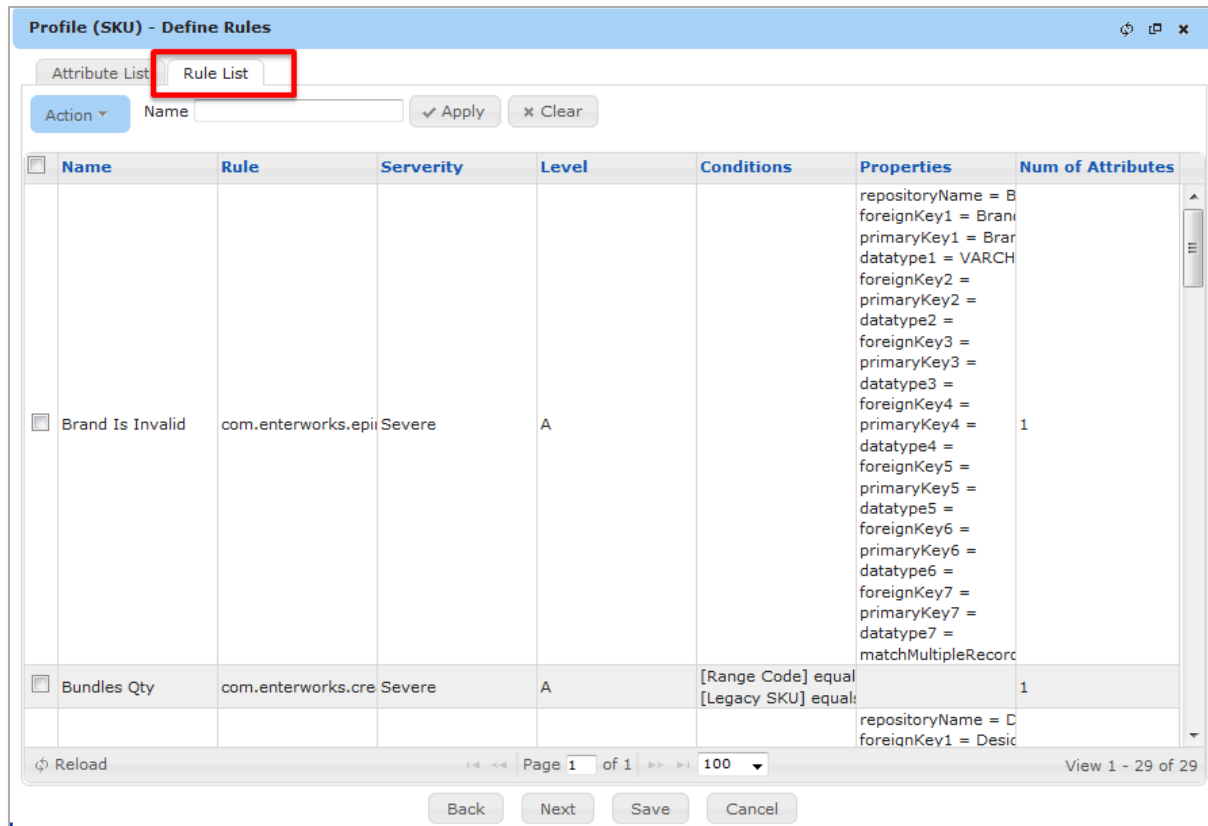 Profile (SKU) - Define Rules
Attribute List
Rule List
Action Name Apply Clear
Name Rule Serverity Level Conditions Properties Num of Attributes
repositoryName = B
foreignKey1 = Bran
primaryKey1 = Brar
datatype1 = VARCH
foreignKey2 =
primaryKey2 =
datatype2 =
foreignKey3 =
primaryKey3 =
datatype3 =
foreignKey4 =
Brand Is Invalid com.enterworks.epi Severe A primaryKey4 = 1
datatype4 =
foreignKey5 =
primaryKey5 =
datatype5 =
foreignKey6 =
primaryKey6 =
datatype6 =
foreignKey7 =
primaryKey7 =
datatype7 =
matchMultipleRecord
Bundles Qty com.enterworks.cre Severe A [Range Code] equal 1
[Legacy SKU] equals
repositoryName = D
foreignKey1 = Desig
Reload Page 1 of 1 100 View 1 - 29 of 29
Back Next Save Cancel